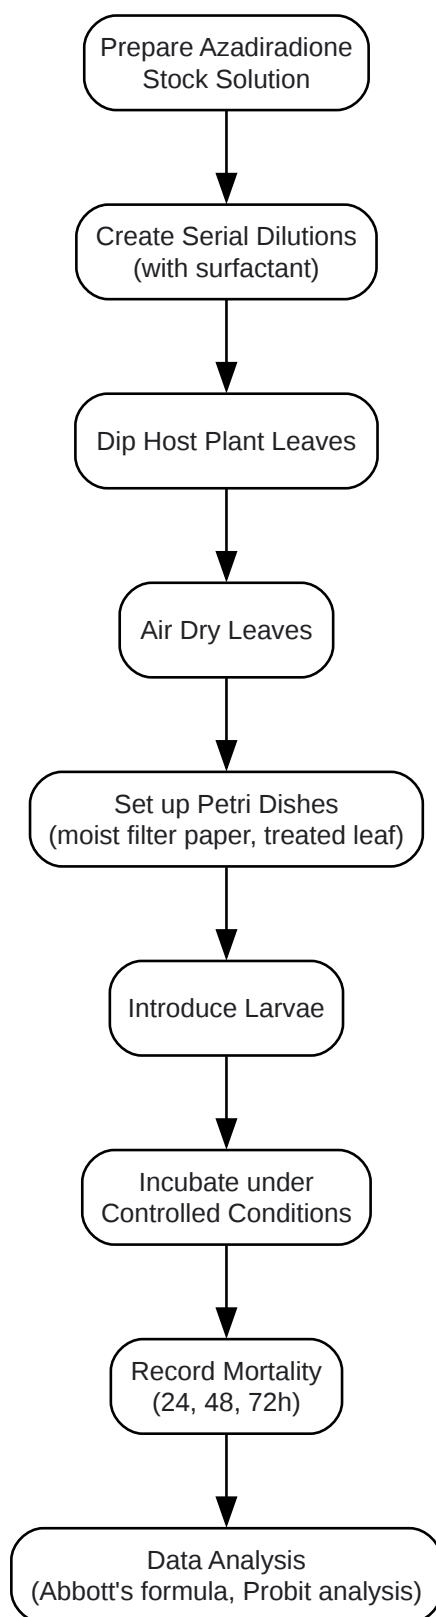 Prepare Azadiradione
Stock Solution
Create Serial Dilutions
(with surfactant)
Dip Host Plant Leaves
Air Dry Leaves
Set up Petri Dishes
(moist filter paper, treated leaf)
Introduce Larvae
Incubate under
Controlled Conditions
Record Mortality
(24, 48, 72h)
Data Analysis
(Abbott's formula, Probit analysis)